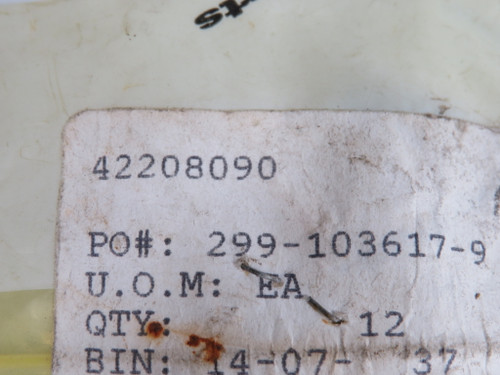 42208090
PO#: 299-103617-9
U.O.M: EA
QTY: 12
BIN: 14-07- 37